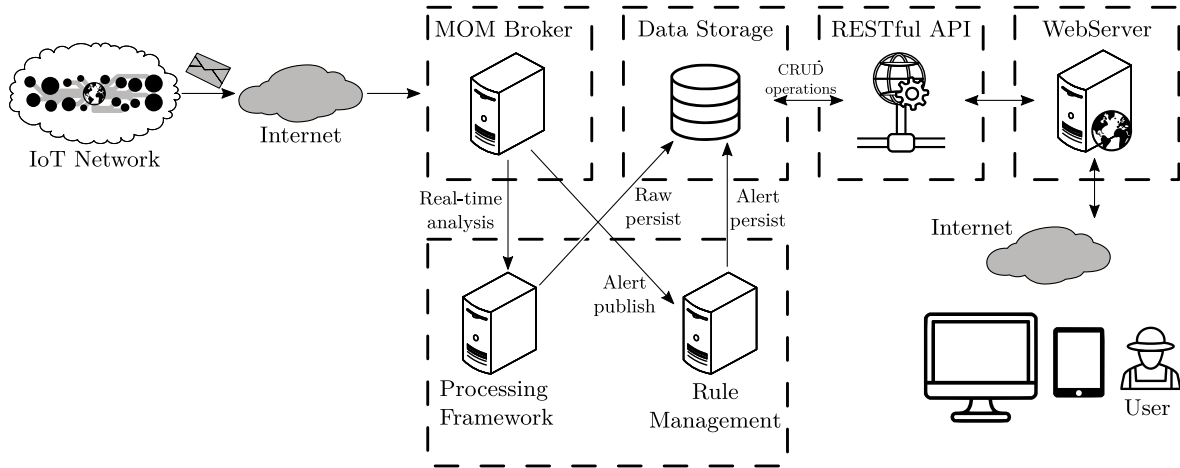 MOM Broker
Data Storage
RESTful API
WebServer
CRUD
operations
Internet
IoT Network
Real-time
analysis
Raw
persist
Alert
persist
Internet
Alert
publish
Processing
Framework
Rule
Management
User